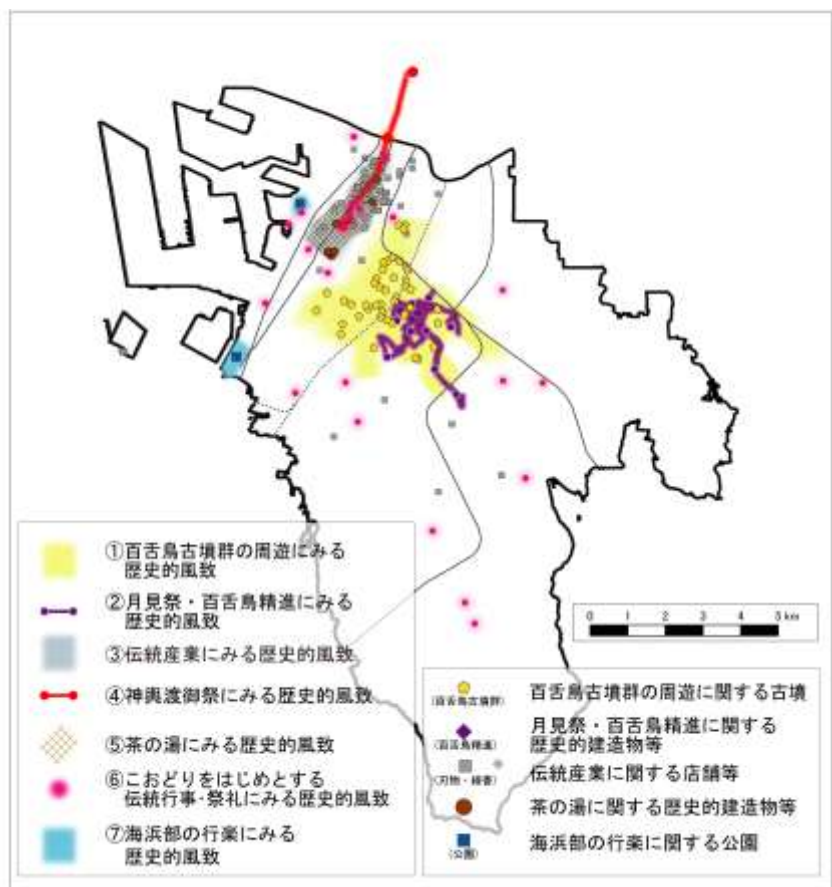 ①百舌鳥古墳群の周遊にみる
歴史的風致
②月見祭・百舌鳥精進にみる
歴史的風致
③伝統産業にみる歴史的風致
④神輿渡御祭にみる歴史的風致
⑤茶の湯にみる歴史的風致
⑥こおどりをはじめとする
伝統行事・祭礼にみる歴史的風致
⑦海浜部の行楽にみる
歴史的風致
0 1 2 3 4 5 km
(百舌鳥古墳群)
百舌鳥古墳群の周遊に関する古墳
(百舌鳥精進)
月見祭・百舌鳥精進に関する
歴史的建造物等
(刃物・線香)
伝統産業に関する店舗等
茶の湯に関する歴史的建造物等
(公園)
海浜部の行楽に関する公園